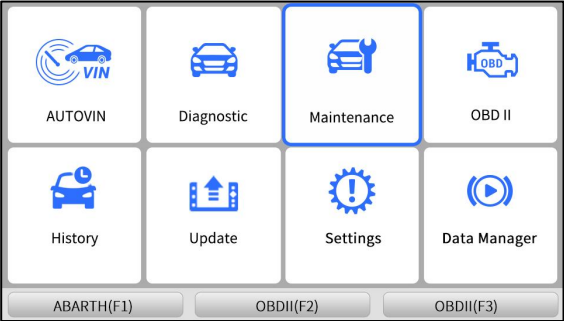 VIN
OBD
AUTOVIN
Diagnostic
Maintenance
OBD II
History
Update
Settings
Data Manager
ABARTH(F1)
OBDII(F2)
OBDII(F3)